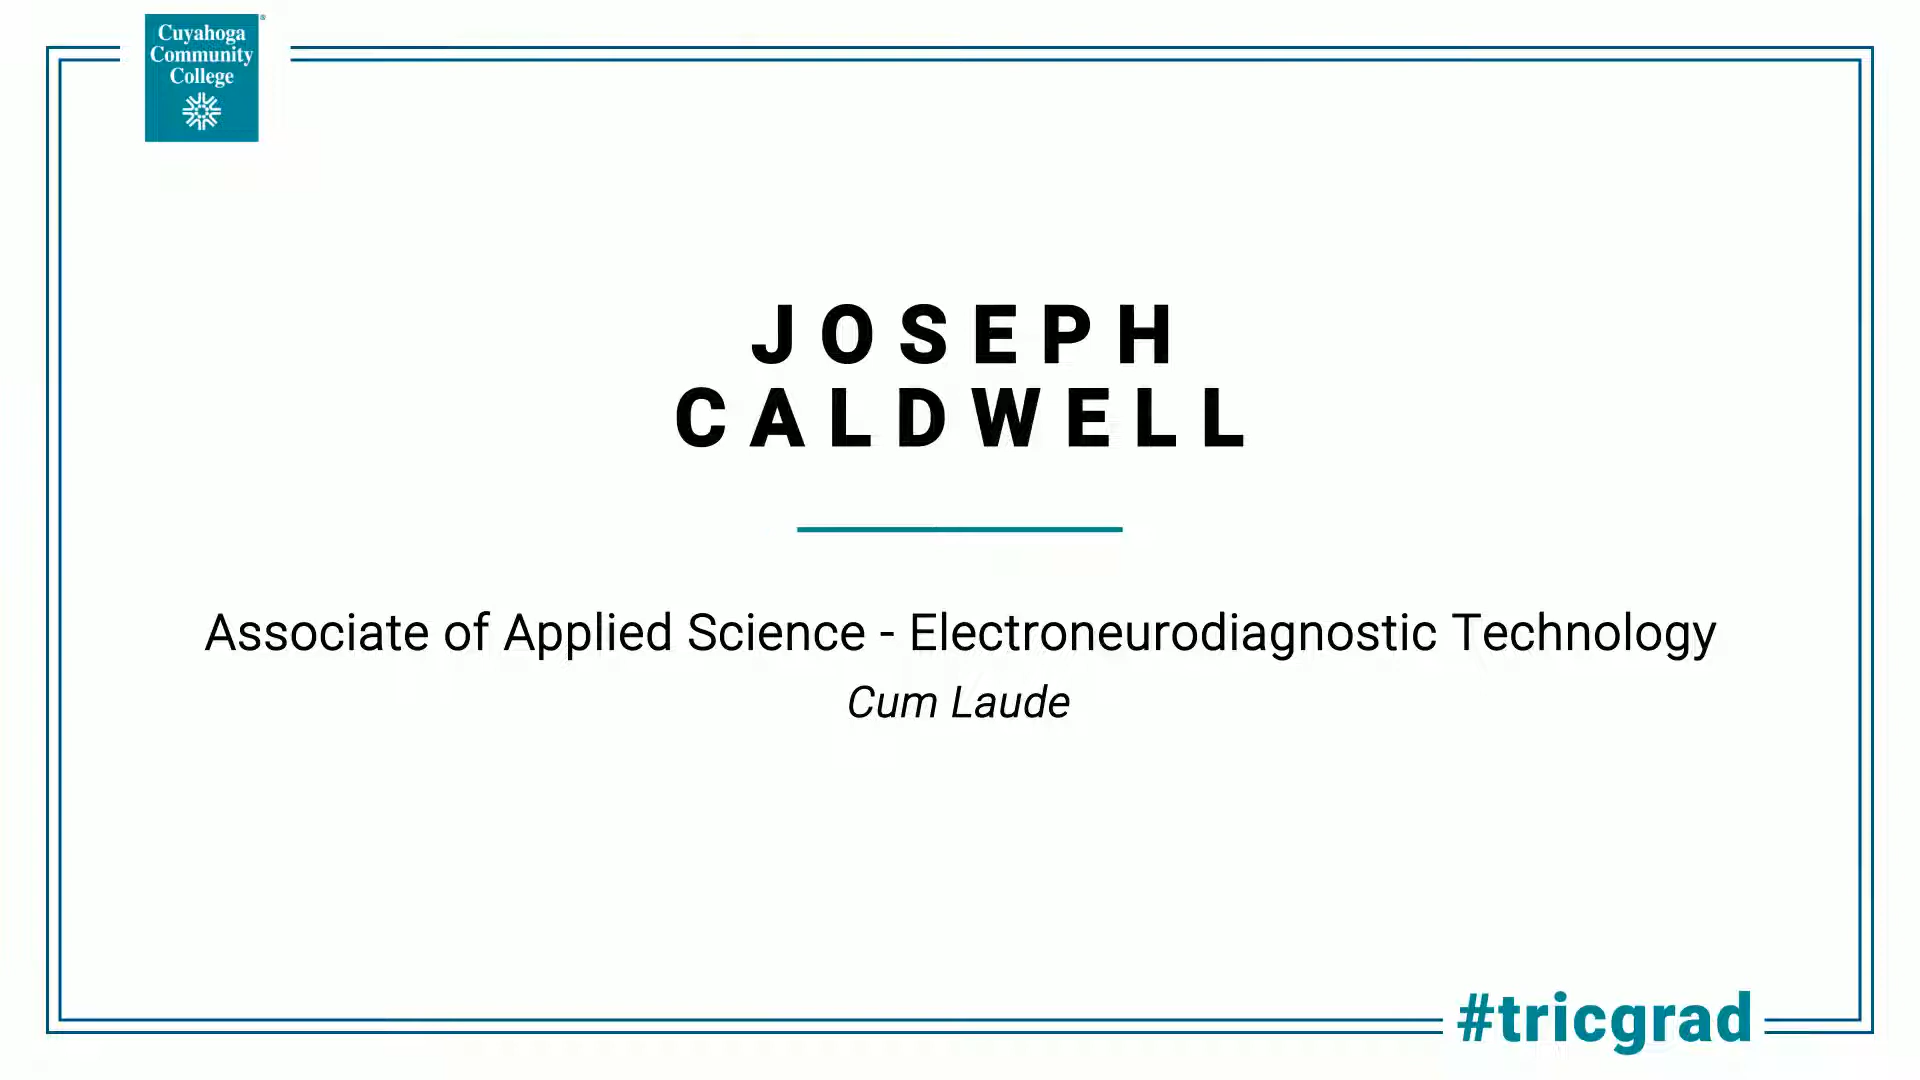 Cuyahoga
Community
College
JOSEPH
CALDWELL
Associate of Applied Science - Electroneurodiagnostic Technology
Cum Laude
#tricgrad